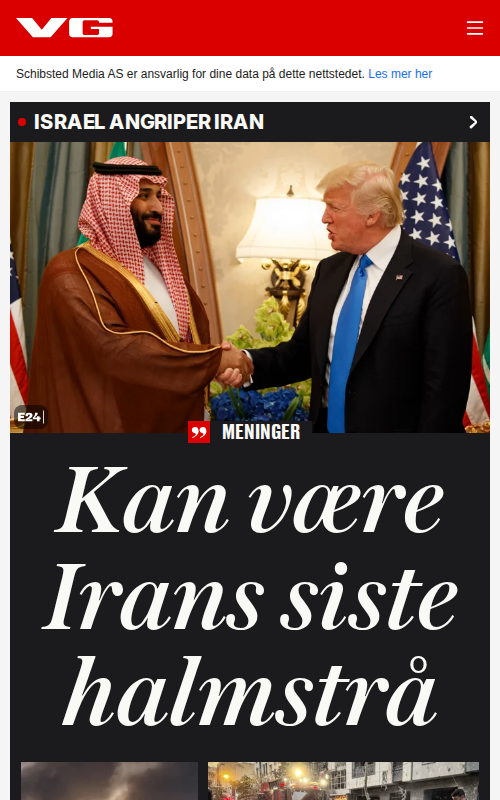 VG
Schibsted Media AS er ansvarlig for dine data på dette nettstedet. Les mer her
ISRAEL ANGRIPER IRAN
E24
MENINGER
Kan være
Irans siste
halmstrå